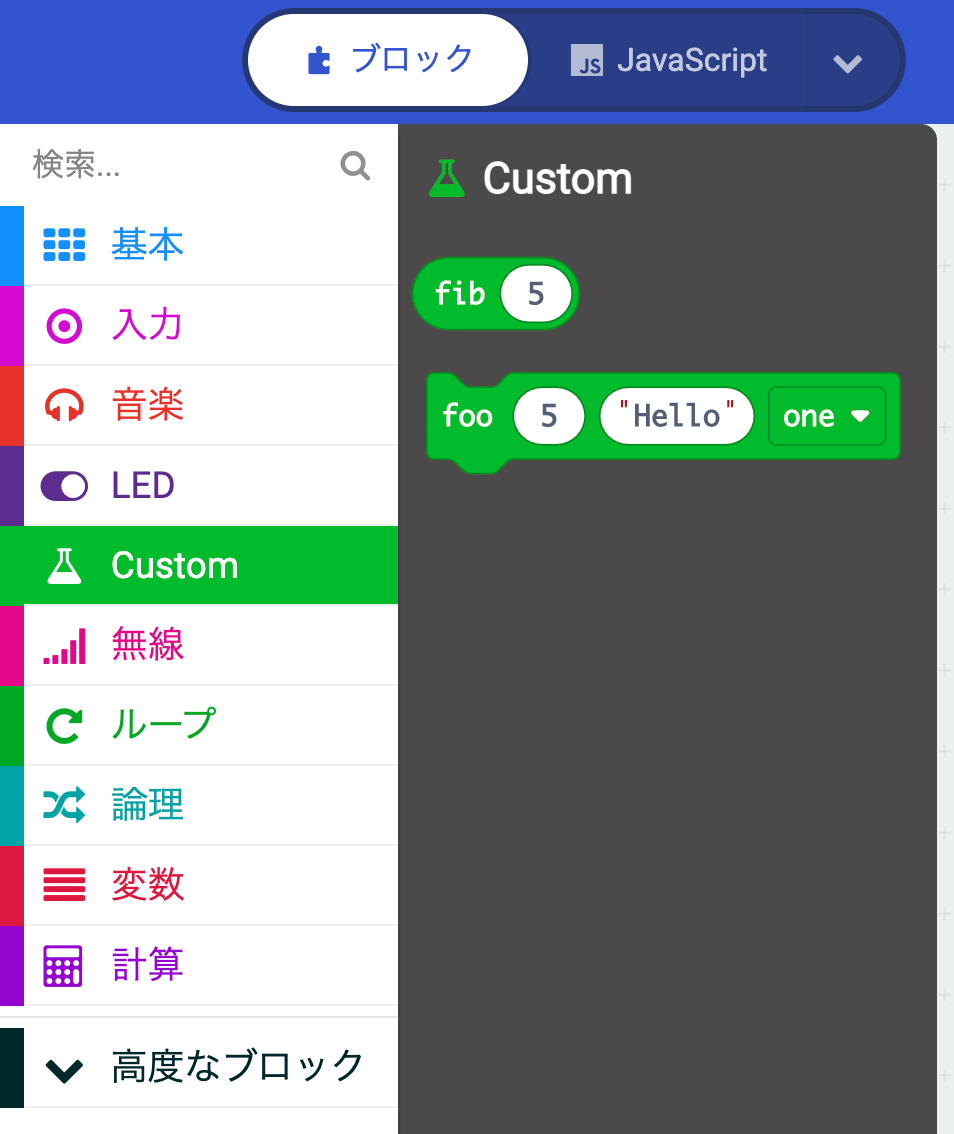 ブロック
JS JavaScript
検索...
基本
入力
音楽
LED
Custom
無線
ループ
論理
変数
計算
高度なブロック
Custom
fib 5
foo 5 "Hello" one